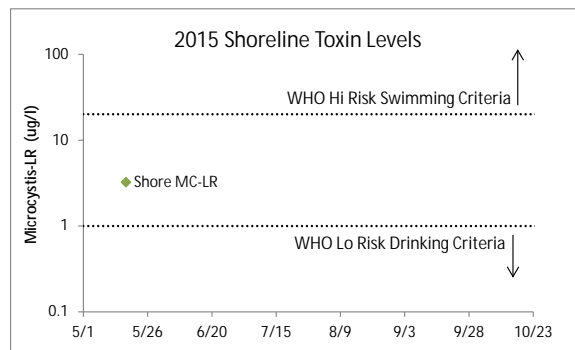 2015 Shoreline Toxin Levels
Microcystis-LR (ug/l)
100
10
1
0.1
WHO Hi Risk Swimming Criteria
Shore MC-LR
WHO Lo Risk Drinking Criteria
5/1 5/26 6/20 7/15 8/9 9/3 9/28 10/23